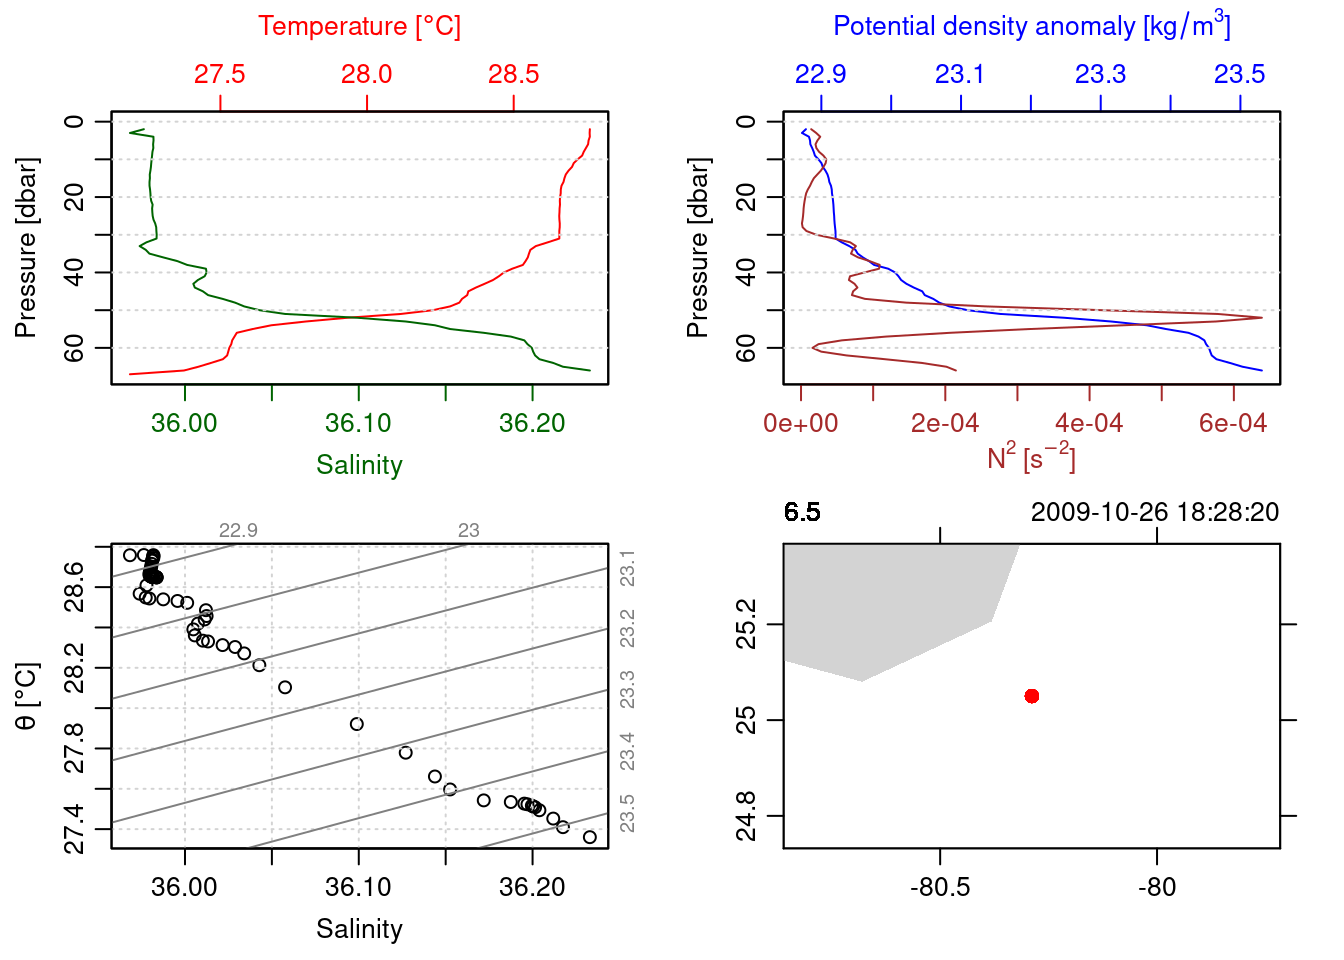 Temperature [°C]
27.5 28.0 28.5
Pressure [dbar]
0
20
40
60
36.00 36.10 36.20
Salinity
Potential density anomaly [kg/m³]
22.9 23.1 23.3 23.5
Pressure [dbar]
0
20
40
60
0e+00 2e-04 4e-04 6e-04
N² [s⁻²]
22.9 23
23.1
23.2
23.3
23.4
23.5
θ [°C]
28.6
28.2
27.8
27.4
36.00 36.10 36.20
Salinity
6.5 2009-10-26 18:28:20
25.2
25
24.8
-80.5 -80